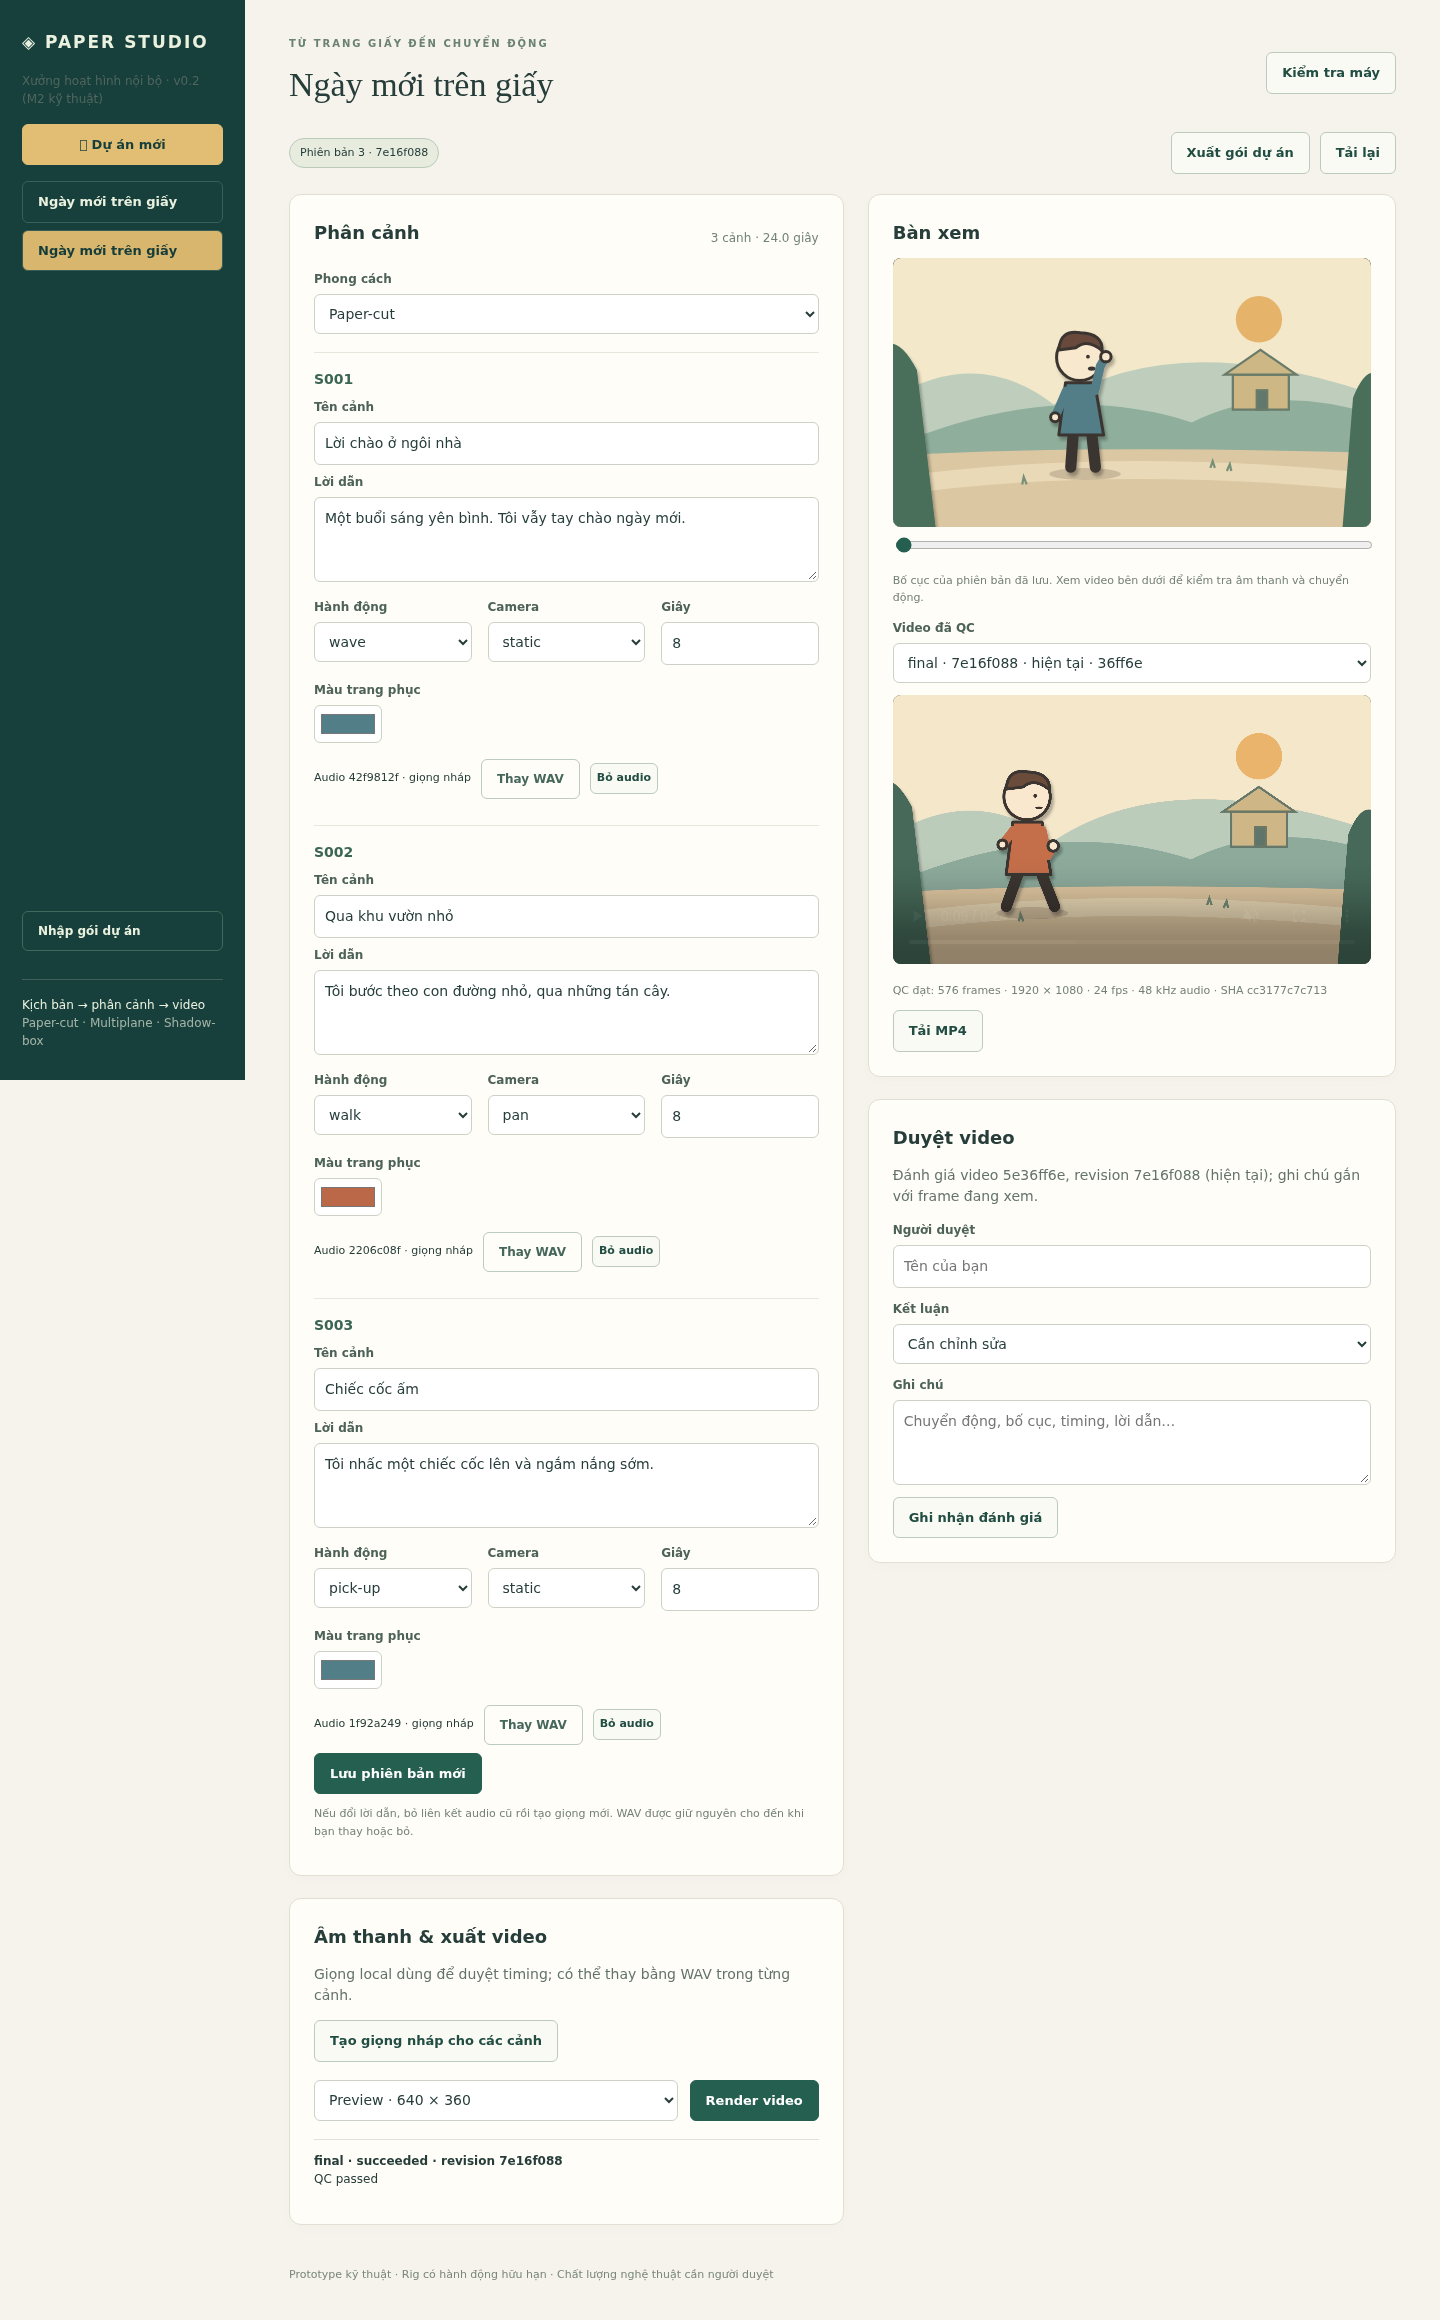 ◈ PAPER STUDIO
Xưởng hoạt hình nội bộ · v0.2
(M2 kỹ thuật)
Dự án mới
Ngày mới trên giấy
Ngày mới trên giấy
Nhập gói dự án
Kịch bản → phân cảnh → video
Paper-cut · Multiplane · Shadow-
box
TỪ TRANG GIẤY ĐẾN CHUYỂN ĐỘNG
Ngày mới trên giấy
Kiểm tra máy
Phiên bản 3 · 7e16f088
Xuất gói dự án
Tải lại
Phân cảnh
3 cảnh · 24.0 giây
Phong cách
Paper-cut
S001
Tên cảnh
Lời chào ở ngôi nhà
Lời dẫn
Một buổi sáng yên bình. Tôi vẫy tay chào ngày mới.
Hành động
Camera
Giây
wave
static
8
Màu trang phục
Audio 42f9812f · giọng nháp
Thay WAV
Bỏ audio
S002
Tên cảnh
Qua khu vườn nhỏ
Lời dẫn
Tôi bước theo con đường nhỏ, qua những tán cây.
Hành động
Camera
Giây
walk
pan
8
Màu trang phục
Audio 2206c08f · giọng nháp
Thay WAV
Bỏ audio
S003
Tên cảnh
Chiếc cốc ấm
Lời dẫn
Tôi nhấc một chiếc cốc lên và ngắm nắng sớm.
Hành động
Camera
Giây
pick-up
static
8
Màu trang phục
Audio 1f92a249 · giọng nháp
Thay WAV
Bỏ audio
Lưu phiên bản mới
Nếu đổi lời dẫn, bỏ liên kết audio cũ rồi tạo giọng mới. WAV được giữ nguyên cho đến khi
bạn thay hoặc bỏ.
Âm thanh & xuất video
Giọng local dùng để duyệt timing; có thể thay bằng WAV trong từng
cảnh.
Tạo giọng nháp cho các cảnh
Preview · 640 × 360
Render video
final · succeeded · revision 7e16f088
QC passed
Bàn xem
Bố cục của phiên bản đã lưu. Xem video bên dưới để kiểm tra âm thanh và chuyển
động.
Video đã QC
final · 7e16f088 · hiện tại · 36ff6e
QC đạt: 576 frames · 1920 × 1080 · 24 fps · 48 kHz audio · SHA cc3177c7c713
Tải MP4
Duyệt video
Đánh giá video 5e36ff6e, revision 7e16f088 (hiện tại); ghi chú gắn
với frame đang xem.
Người duyệt
Tên của bạn
Kết luận
Cần chỉnh sửa
Ghi chú
Chuyển động, bố cục, timing, lời dẫn…
Ghi nhận đánh giá
Prototype kỹ thuật · Rig có hành động hữu hạn · Chất lượng nghệ thuật cần người duyệt